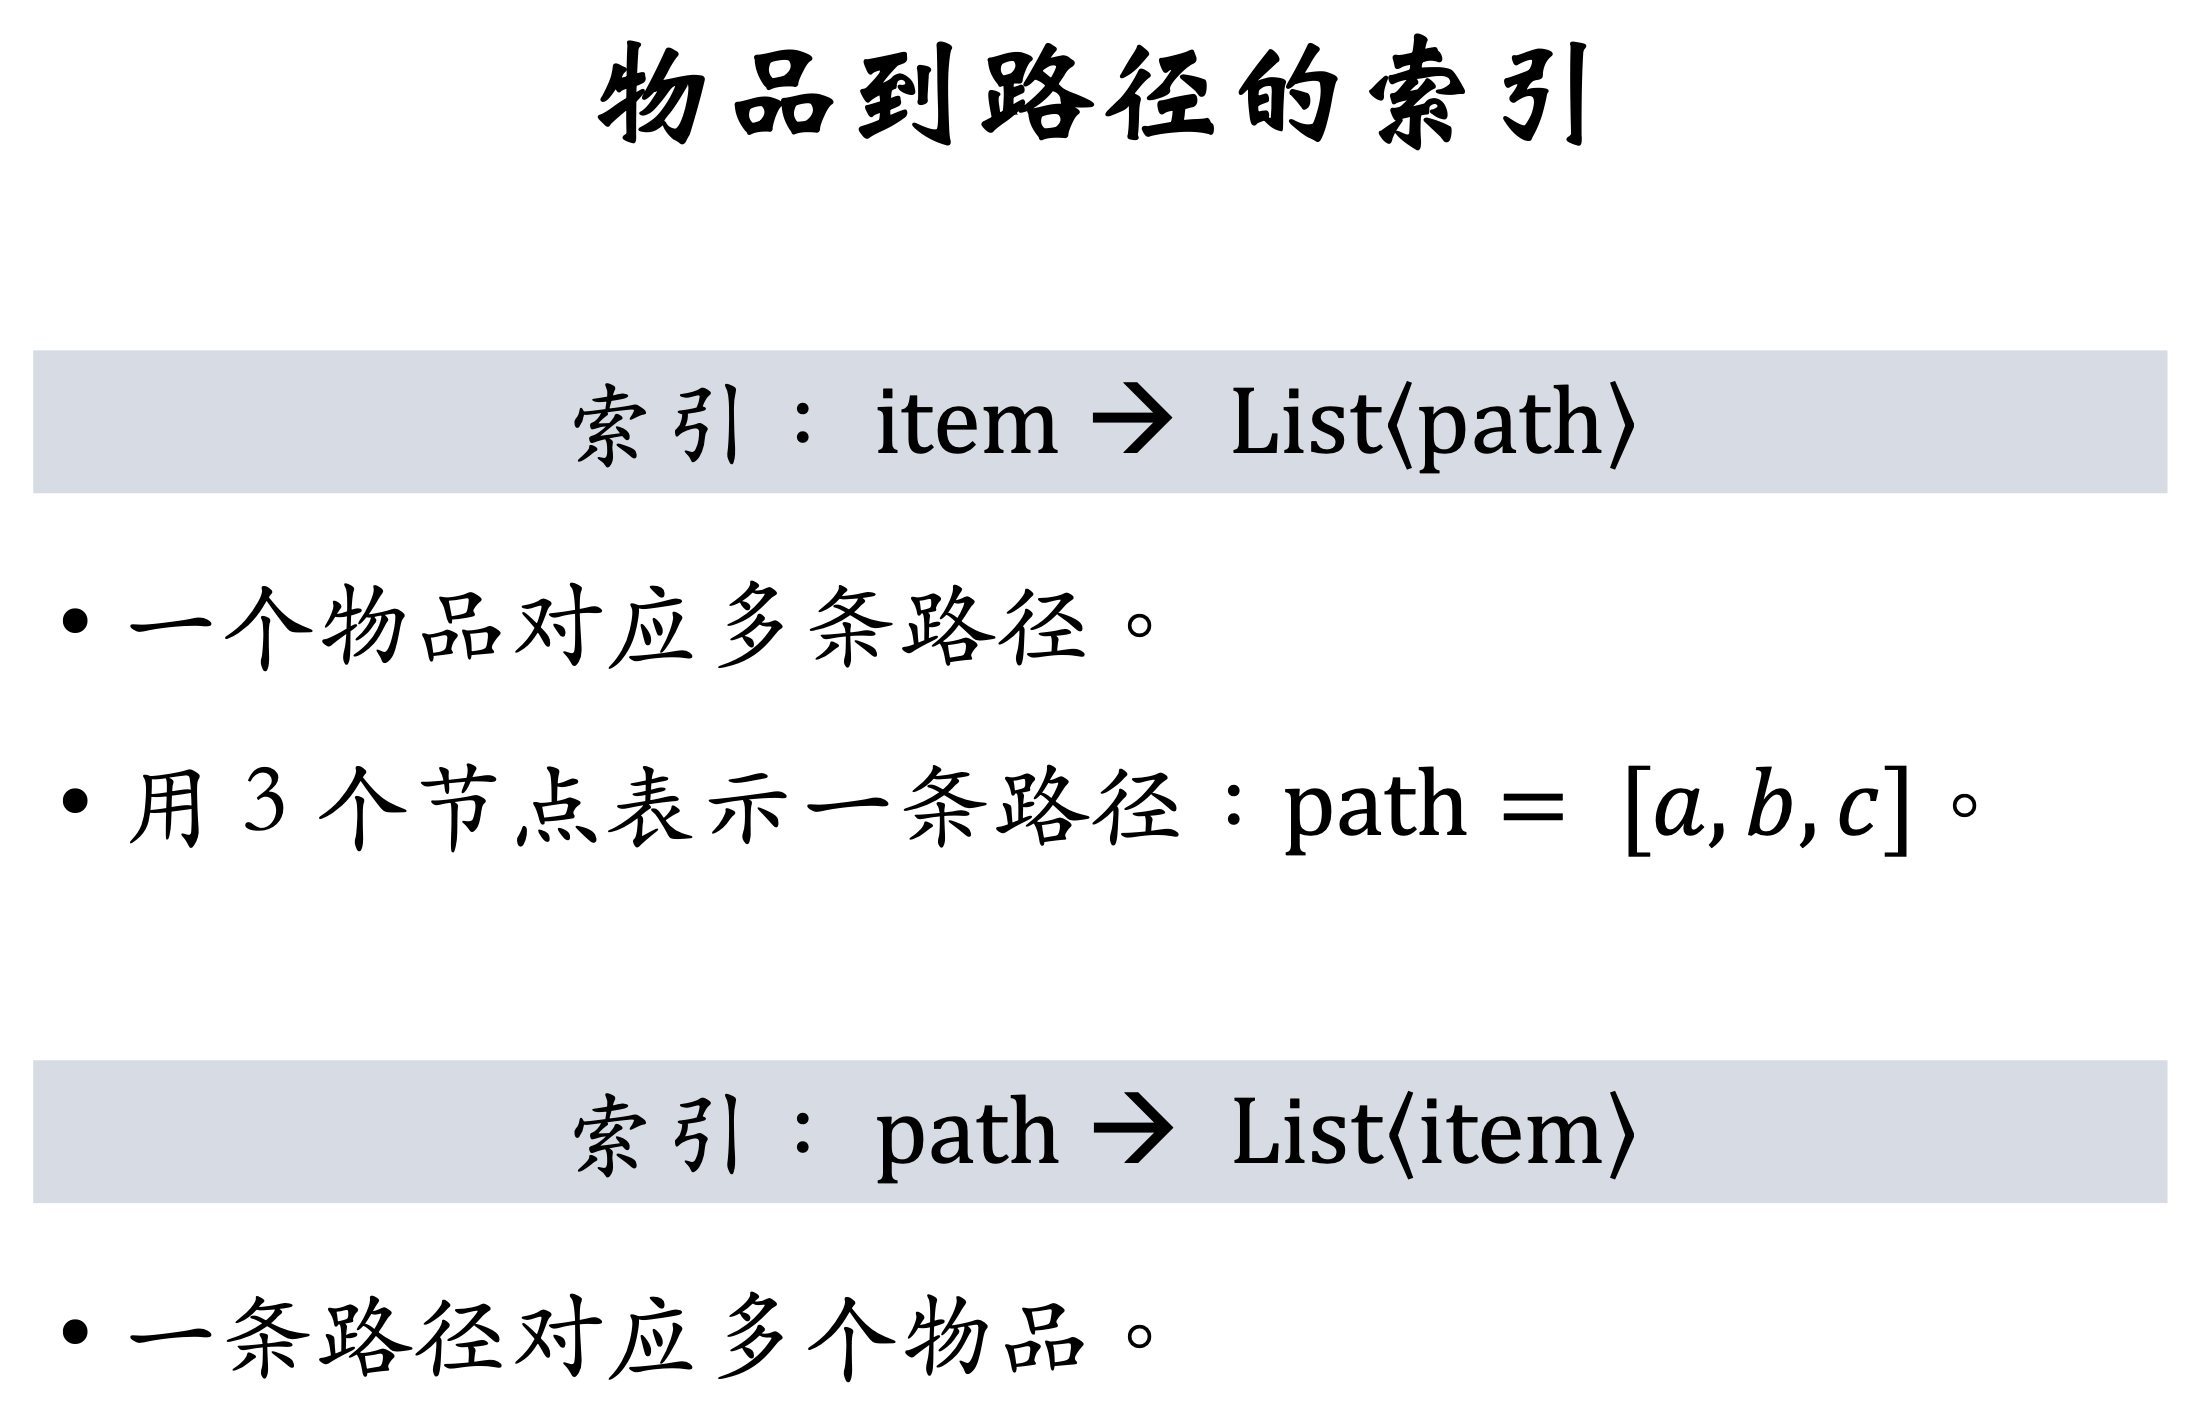 物品到路径的索引
索引： item → List⟨path⟩
• 一个物品对应多条路径。
• 用 3 个节点表示一条路径：path = [a, b, c]。
索引： path → List⟨item⟩
• 一条路径对应多个物品。